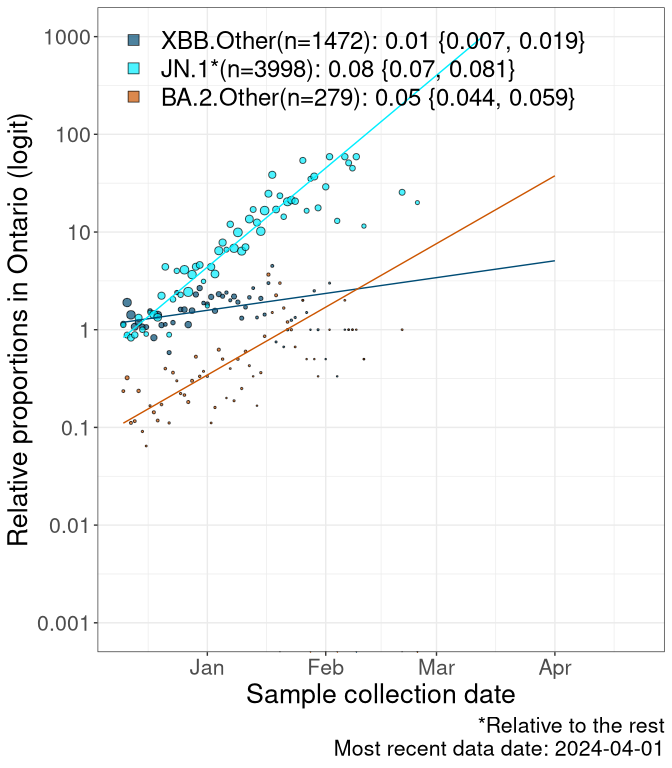 XBB.Other(n=1472): 0.01 {0.007, 0.019}
JN.1*(n=3998): 0.08 {0.07, 0.081}
BA.2.Other(n=279): 0.05 {0.044, 0.059}
Relative proportions in Ontario (logit)
1000
100
10
1
0.1
0.01
0.001
Jan Feb Mar Apr
Sample collection date
*Relative to the rest
Most recent data date: 2024-04-01